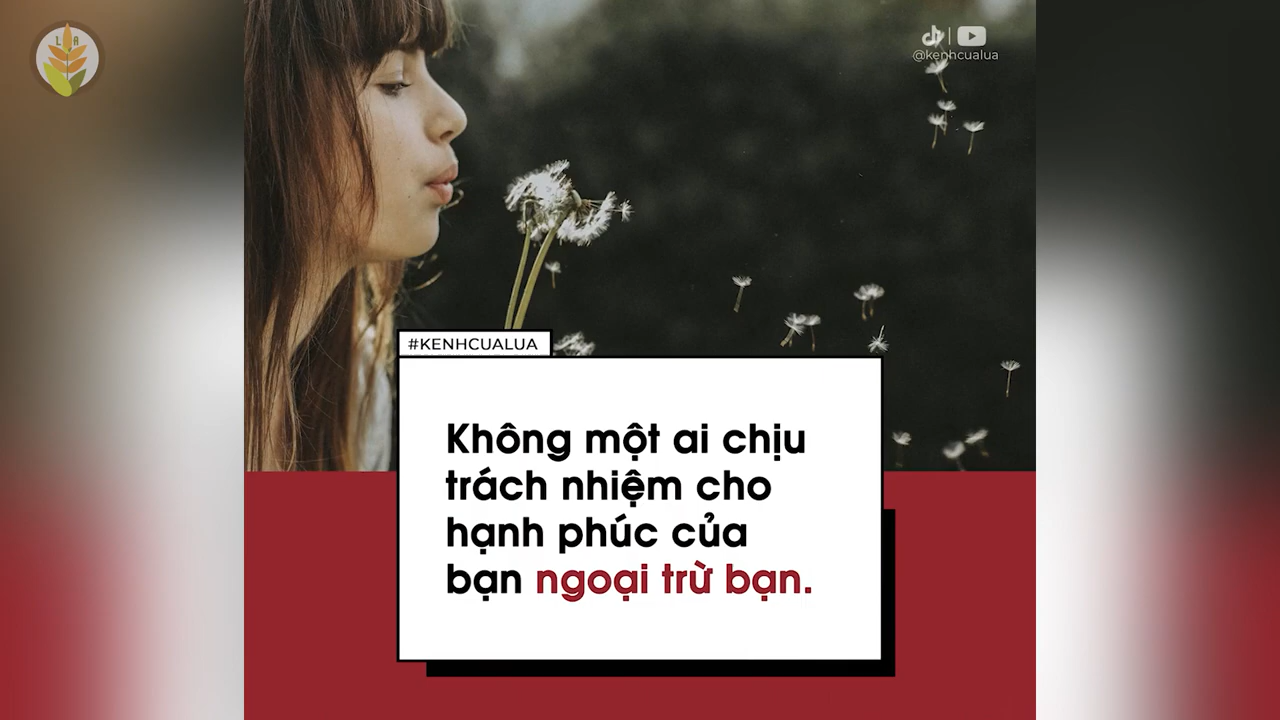 L A
@kenhcualua
#KENHCUALUA
Không một ai chịu
trách nhiệm cho
hạnh phúc của
bạn ngoại trừ bạn.